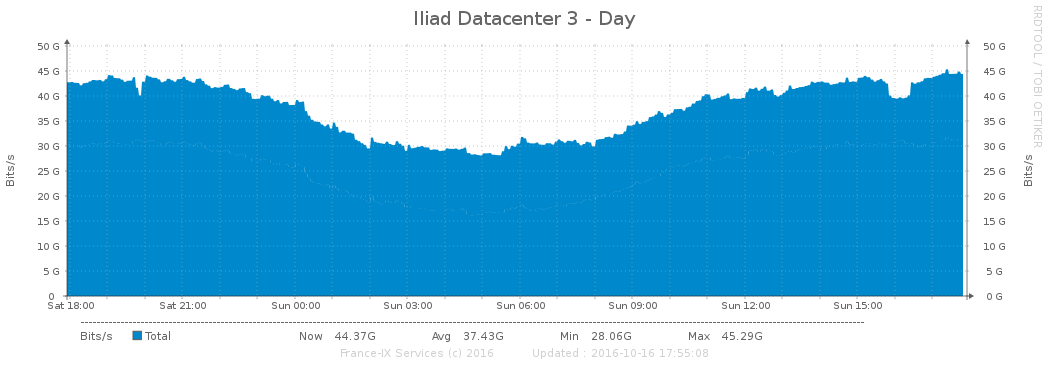 Iliad Datacenter 3 - Day
RRDTOOL / TOBI OETIKER
Bits/s
50 G
45 G
40 G
35 G
30 G
25 G
20 G
15 G
10 G
5 G
0
50 G
45 G
40 G
35 G
30 G
25 G
20 G
15 G
10 G
5 G
0 G
Bits/s
Sat 18:00 Sat 21:00 Sun 00:00 Sun 03:00 Sun 06:00 Sun 09:00 Sun 12:00 Sun 15:00
Bits/s Total Now 44.37G Avg 37.43G Min 28.06G Max 45.29G
France-IX Services (c) 2016 Updated : 2016-10-16 17:55:08